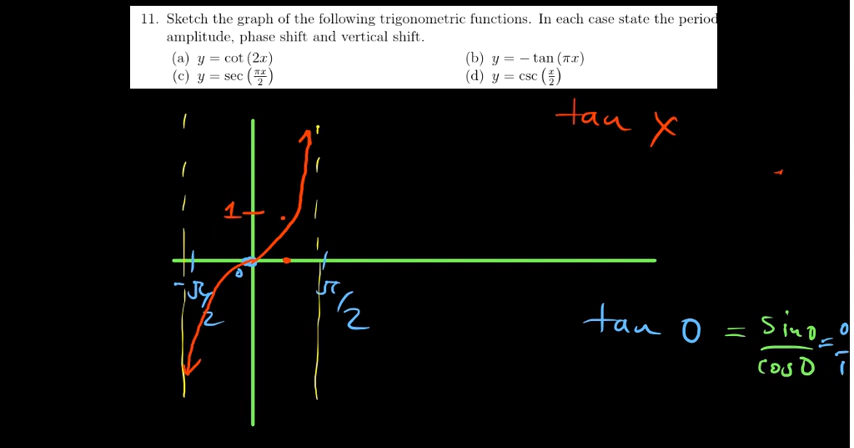 11. Sketch the graph of the following trigonometric functions. In each case state the period
amplitude, phase shift and vertical shift.
(a) y = cot (2x) (b) y = − tan (πx)
(c) y = sec (πx/2) (d) y = csc (x/2)
tan x
1
0
-π/2 π/2
tan 0 = sin 0/cos 0 = 0/1